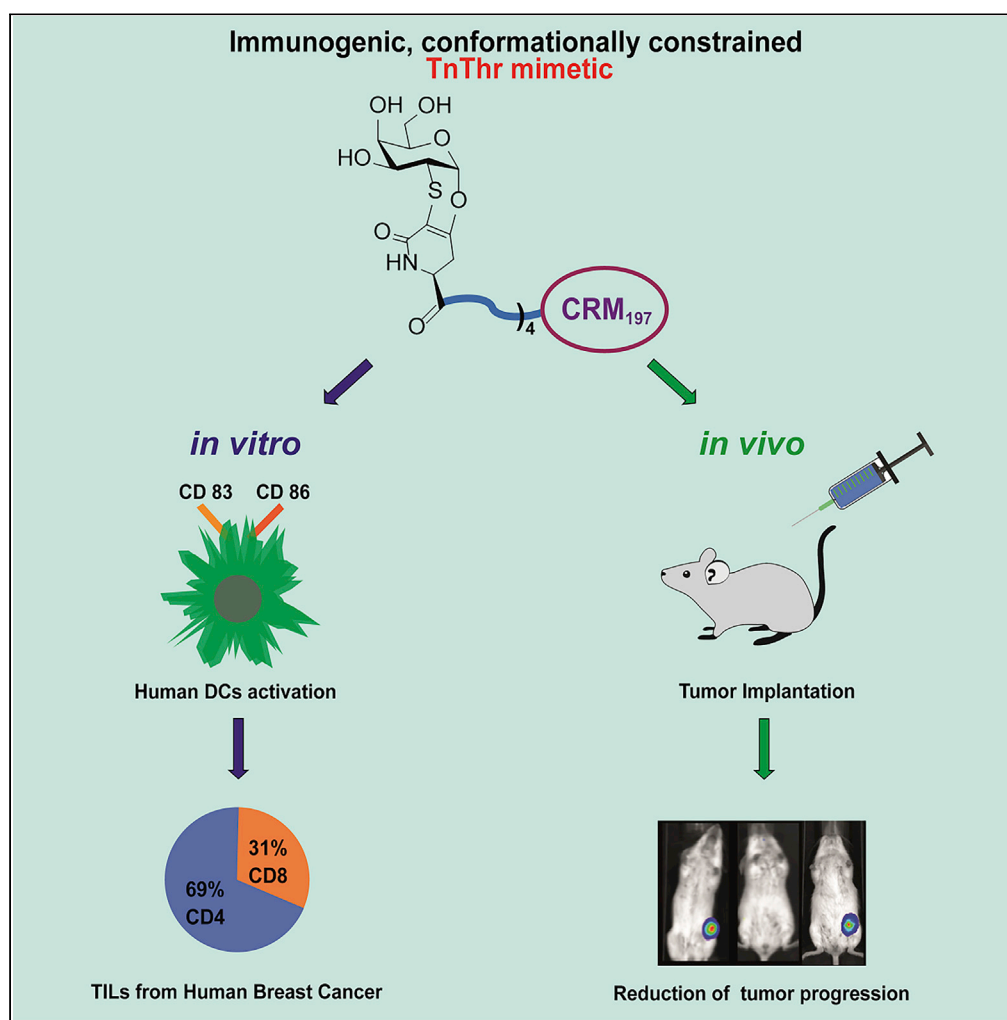 Immunogenic, conformationally constrained
TnThr mimetic
OH OH
O
HO
S
O
O
HN
O
)4
CRM197
in vitro
in vivo
CD 83 CD 86
?
Human DCs activation
Tumor Implantation
31%
CD8
69%
CD4
TILs from Human Breast Cancer
Reduction of tumor progression